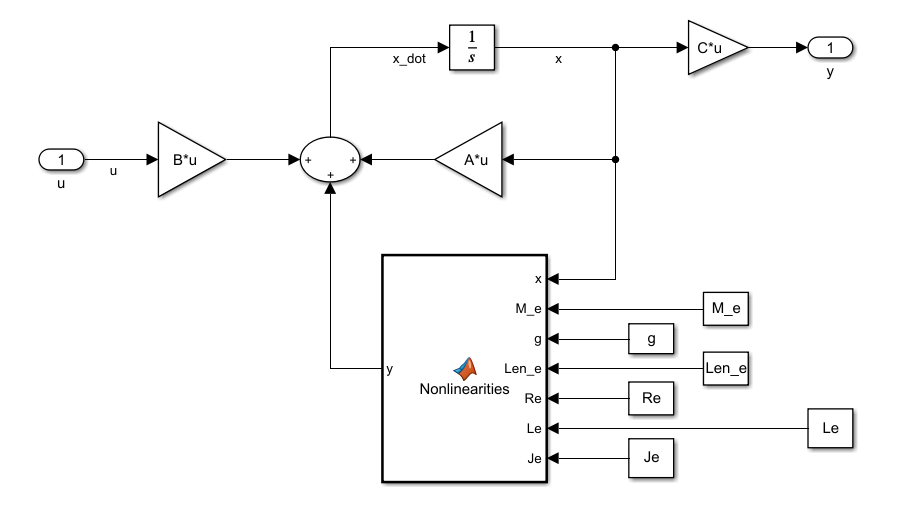 1
s
x_dot
x
C*u
1
y
1
u
u
B*u
+
+
+
A*u
x
M_e
M_e
g
g
y
Len_e
Len_e
Nonlinearities
Re
Re
Le
Le
Je
Je